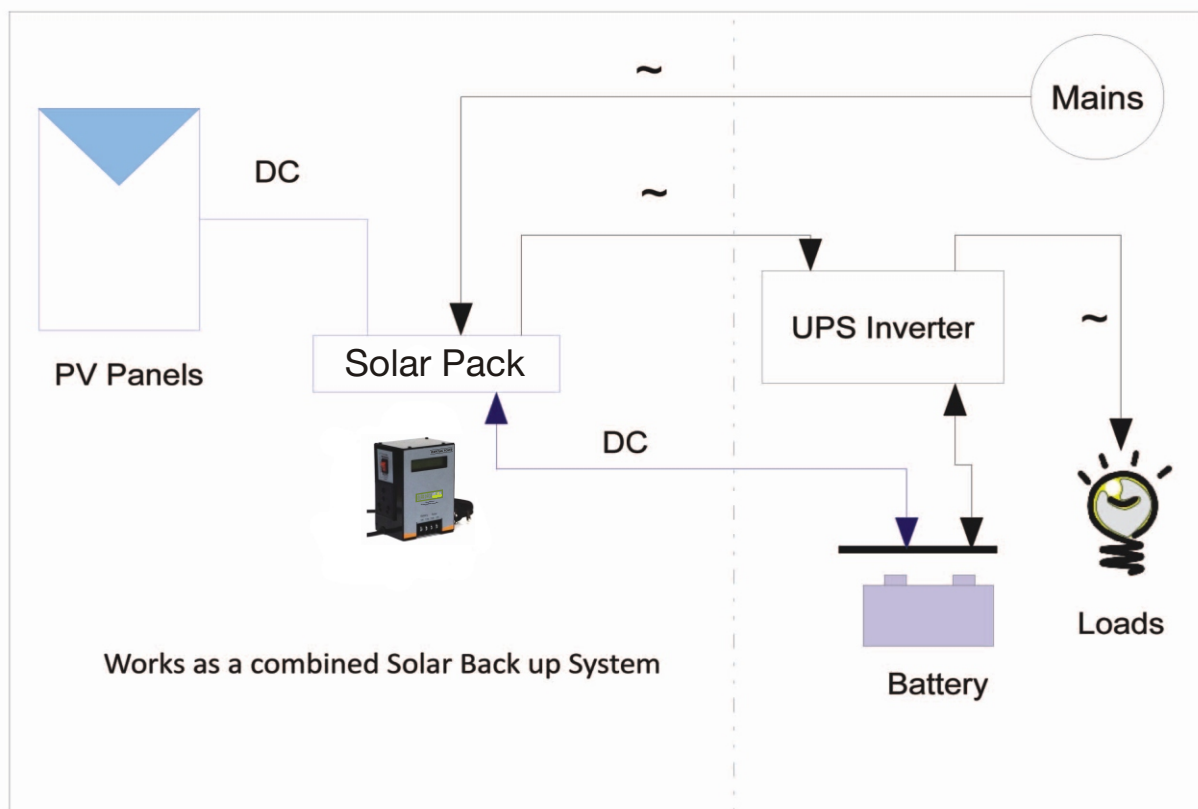 ~
Mains
DC
~
UPS Inverter
~
Solar Pack
PV Panels
DC
Loads
Works as a combined Solar Back up System
Battery